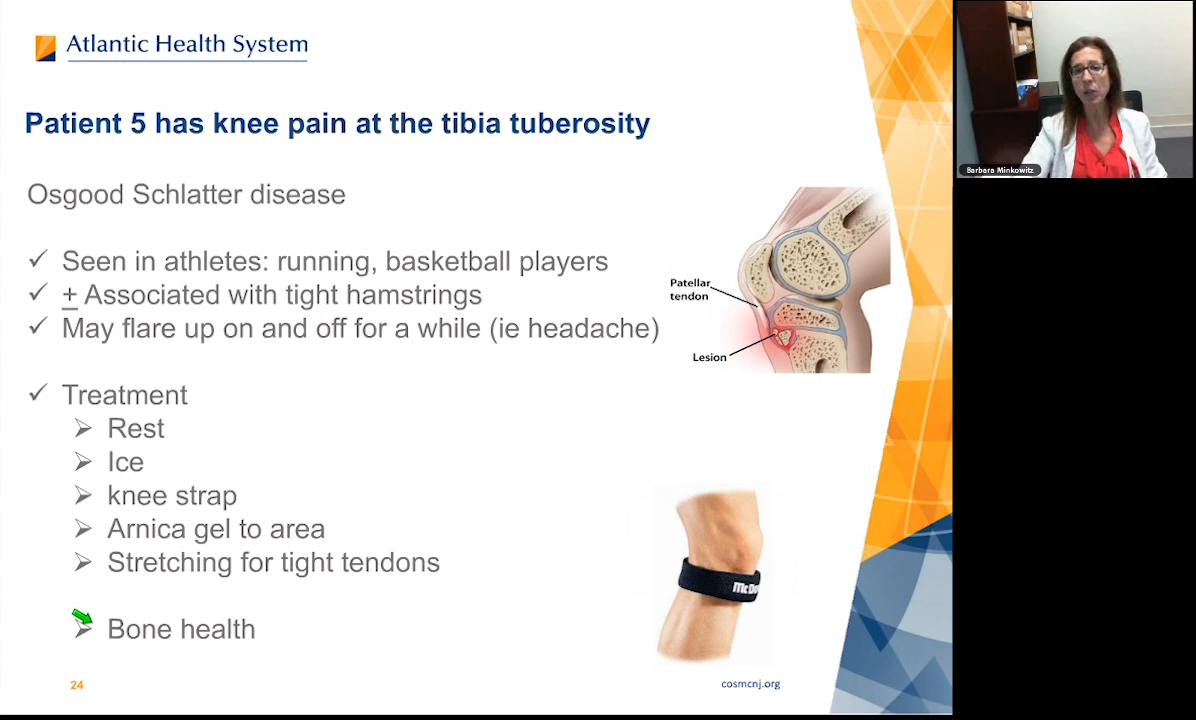 Atlantic Health System
Patient 5 has knee pain at the tibia tuberosity
Osgood Schlatter disease
✓ Seen in athletes: running, basketball players
✓ ± Associated with tight hamstrings
✓ May flare up on and off for a while (ie headache)
✓ Treatment
➢ Rest
➢ Ice
➢ knee strap
➢ Arnica gel to area
➢ Stretching for tight tendons
➢ Bone health
Patellar
tendon
Lesion
24
cosmcnj.org
Barbara Minkowitz